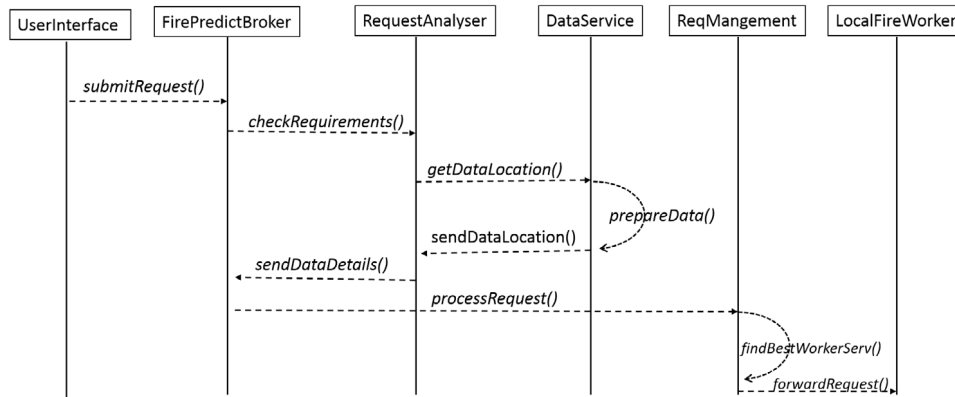 UserInterface FirePredictBroker RequestAnalyser DataService ReqMangement LocalFireWorker
submitRequest()
checkRequirements()
getDataLocation()
prepareData()
sendDataLocation()
sendDataDetails()
processRequest()
findBestWorkerServ()
forwardRequest()